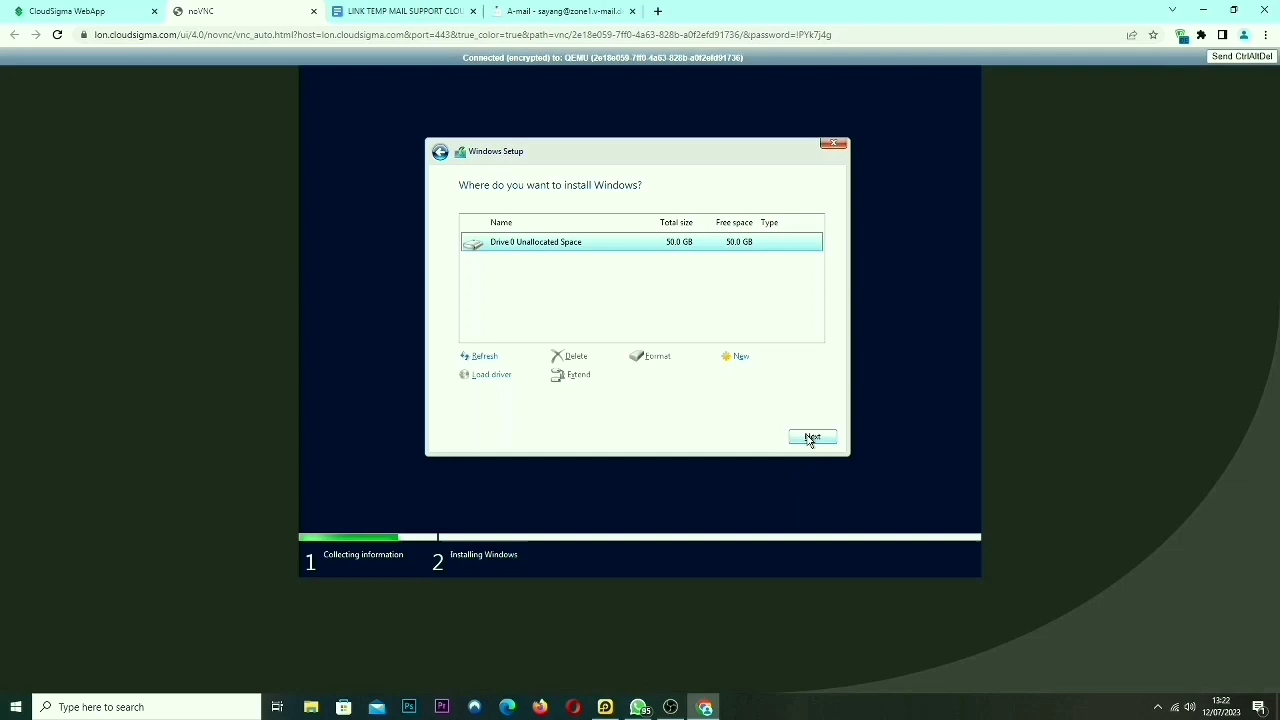 CloudSigma WebApp
noVNC
LINK TEMP MAIL SUPPORT CLOU
A-mail - sayang@zone1.v-mail.d
lon.cloudsigma.com/ui/4.0/novnc/vnc_auto.html?host=lon.cloudsigma.com&port=443&true_color=true&path=vnc/2e18e059-7ff0-4a63-828b-a0f2efd91736/&password=IPYk7j4g
Connected (encrypted) to: QEMU (2e18e059-7ff0-4a63-828b-a0f2efd91736)
Send CtrlAltDel
Windows Setup
Where do you want to install Windows?
Name Total size Free space Type
Drive 0 Unallocated Space 50.0 GB 50.0 GB
Refresh Delete Format New
Load driver Extend
Next
1 Collecting information 2 Installing Windows
Type here to search
Ps
Pr
85
13:22
12/07/2023